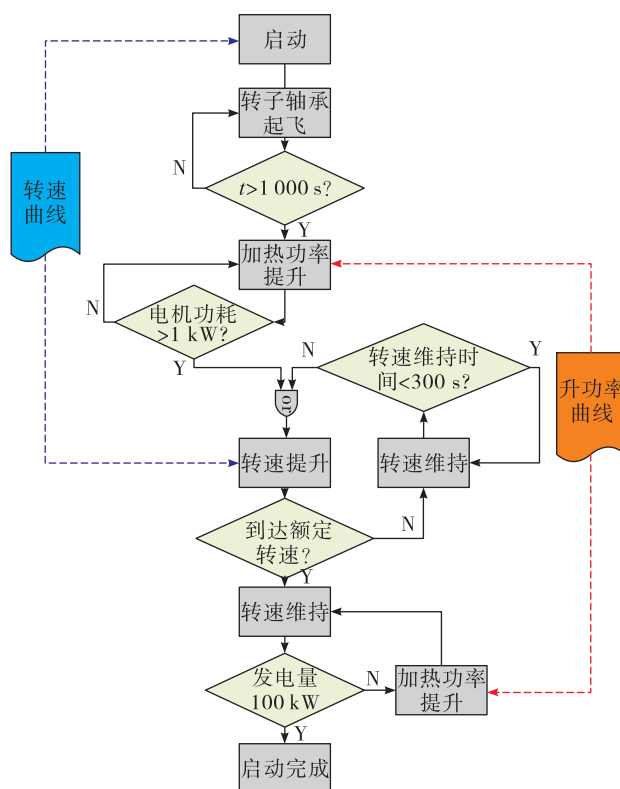 启动
转子轴承
起飞
N
t>1 000 s?
Y
转速
曲线
加热功率
提升
N
电机功耗
>1 kW?
Y
N
转速维持时
间<300 s?
Y
升功率
曲线
or
转速提升
转速维持
到达额定
转速?
N
Y
转速维持
发电量
100 kW
N
加热功率
提升
Y
启动完成